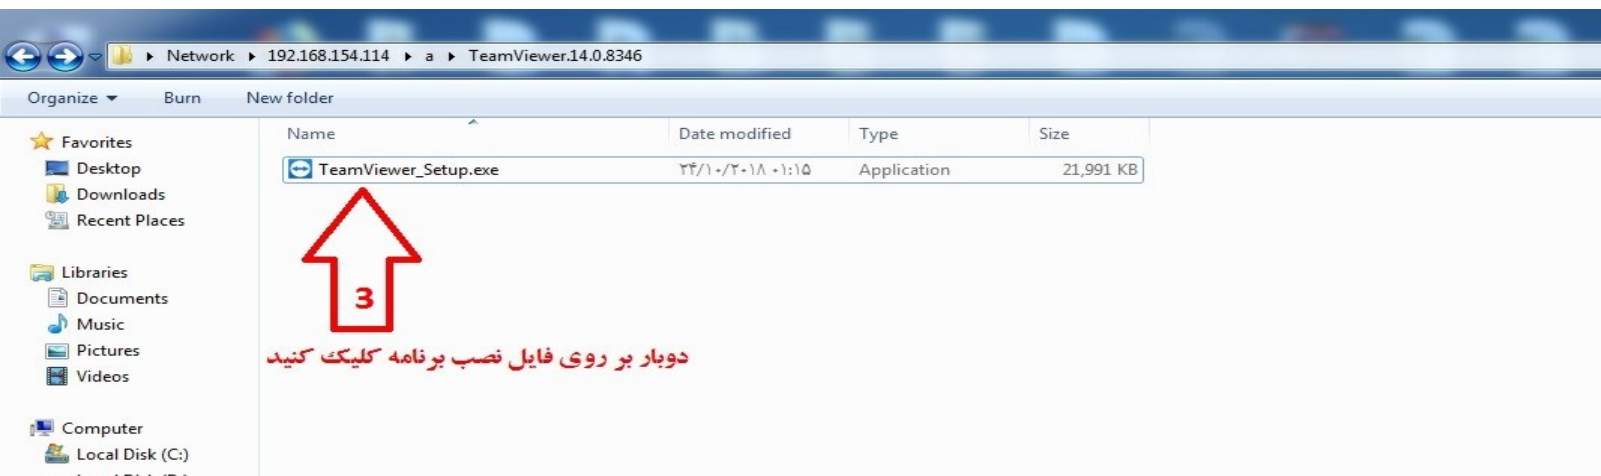 Network ▸ 192.168.154.114 ▸ a ▸ TeamViewer.14.0.8346
Organize Burn New folder
Name Date modified Type Size
TeamViewer_Setup.exe ۲۴/۱۰/۲۰۱۸ ۰۱:۱۵ Application 21,991 KB
Favorites
Desktop
Downloads
Recent Places
Libraries
Documents
Music
Pictures
Videos
Computer
Local Disk (C:)
3
دوبار بر روی فایل نصب برنامه کلیک کنید